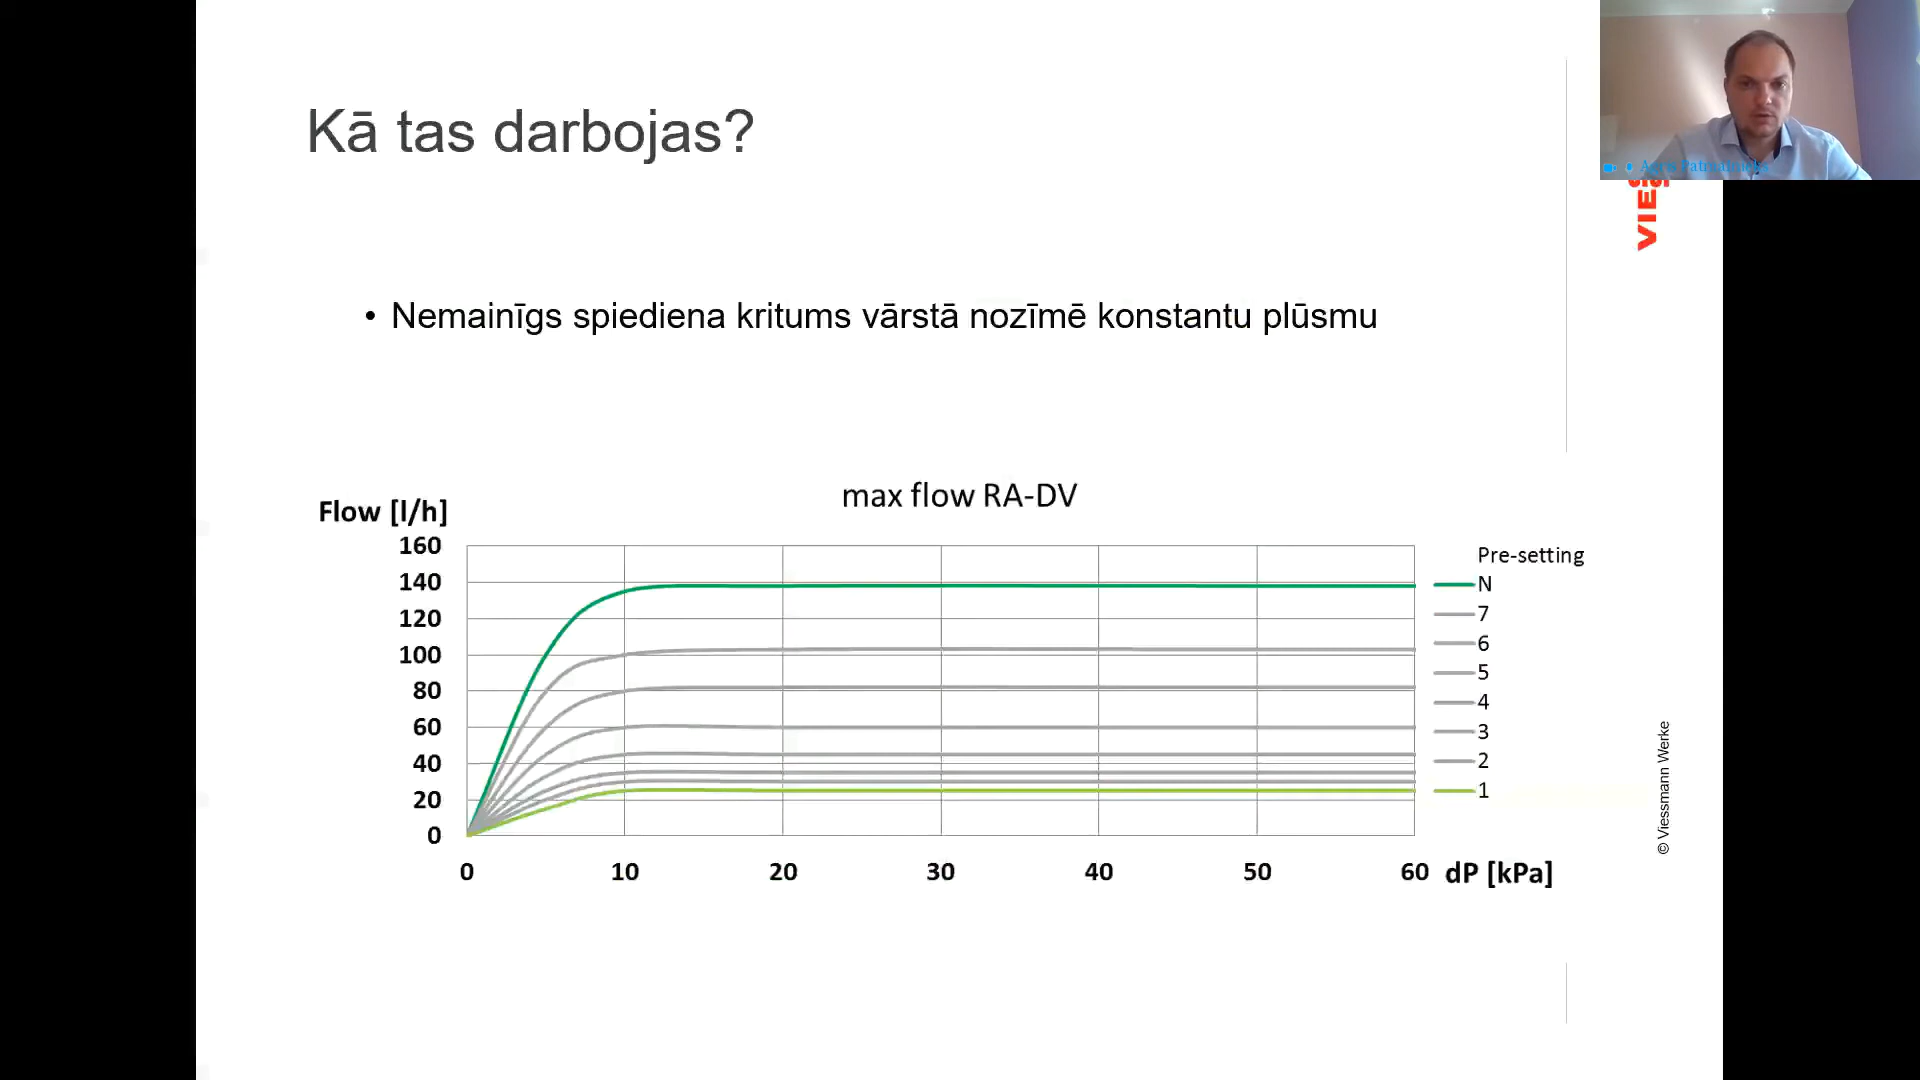 Kā tas darbojas?
• Nemainīgs spiediena kritums vārstā nozīmē konstantu plūsmu
max flow RA-DV
Flow [l/h]
160
140
120
100
80
60
40
20
0
0 10 20 30 40 50 60 dP [kPa]
Pre-setting
N
7
6
5
4
3
2
1
VIES
© Viessmann Werke